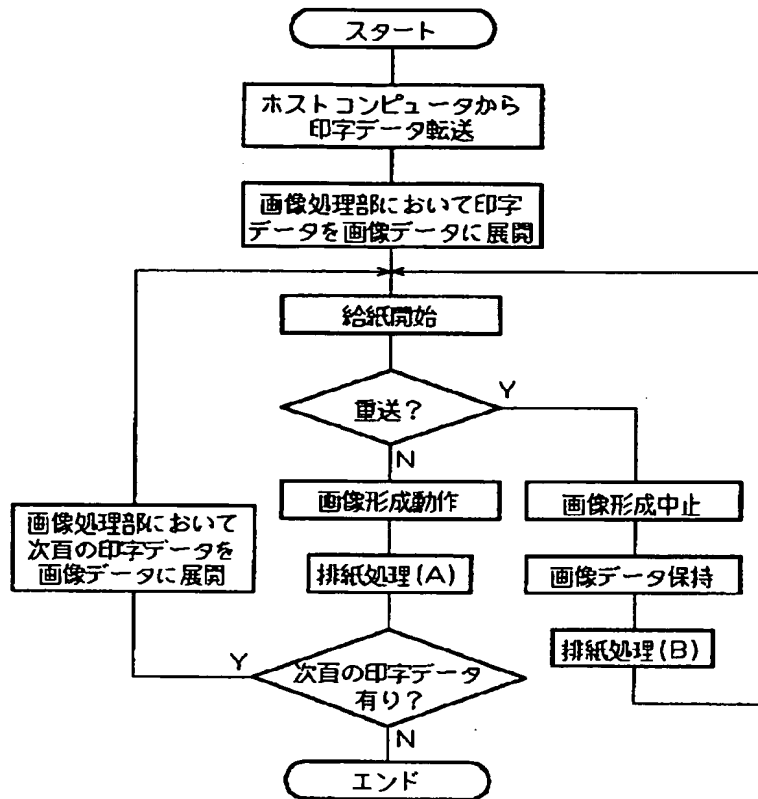 スタート
ホストコンピュータから
印字データ転送
画像処理部において印字
データを画像データに展開
給紙開始
重送?
Y
N
画像形成動作
画像形成中止
画像処理部において
次頁の印字データを
画像データに展開
排紙処理(A)
画像データ保持
排紙処理(B)
Y
次頁の印字データ
有り?
N
エンド